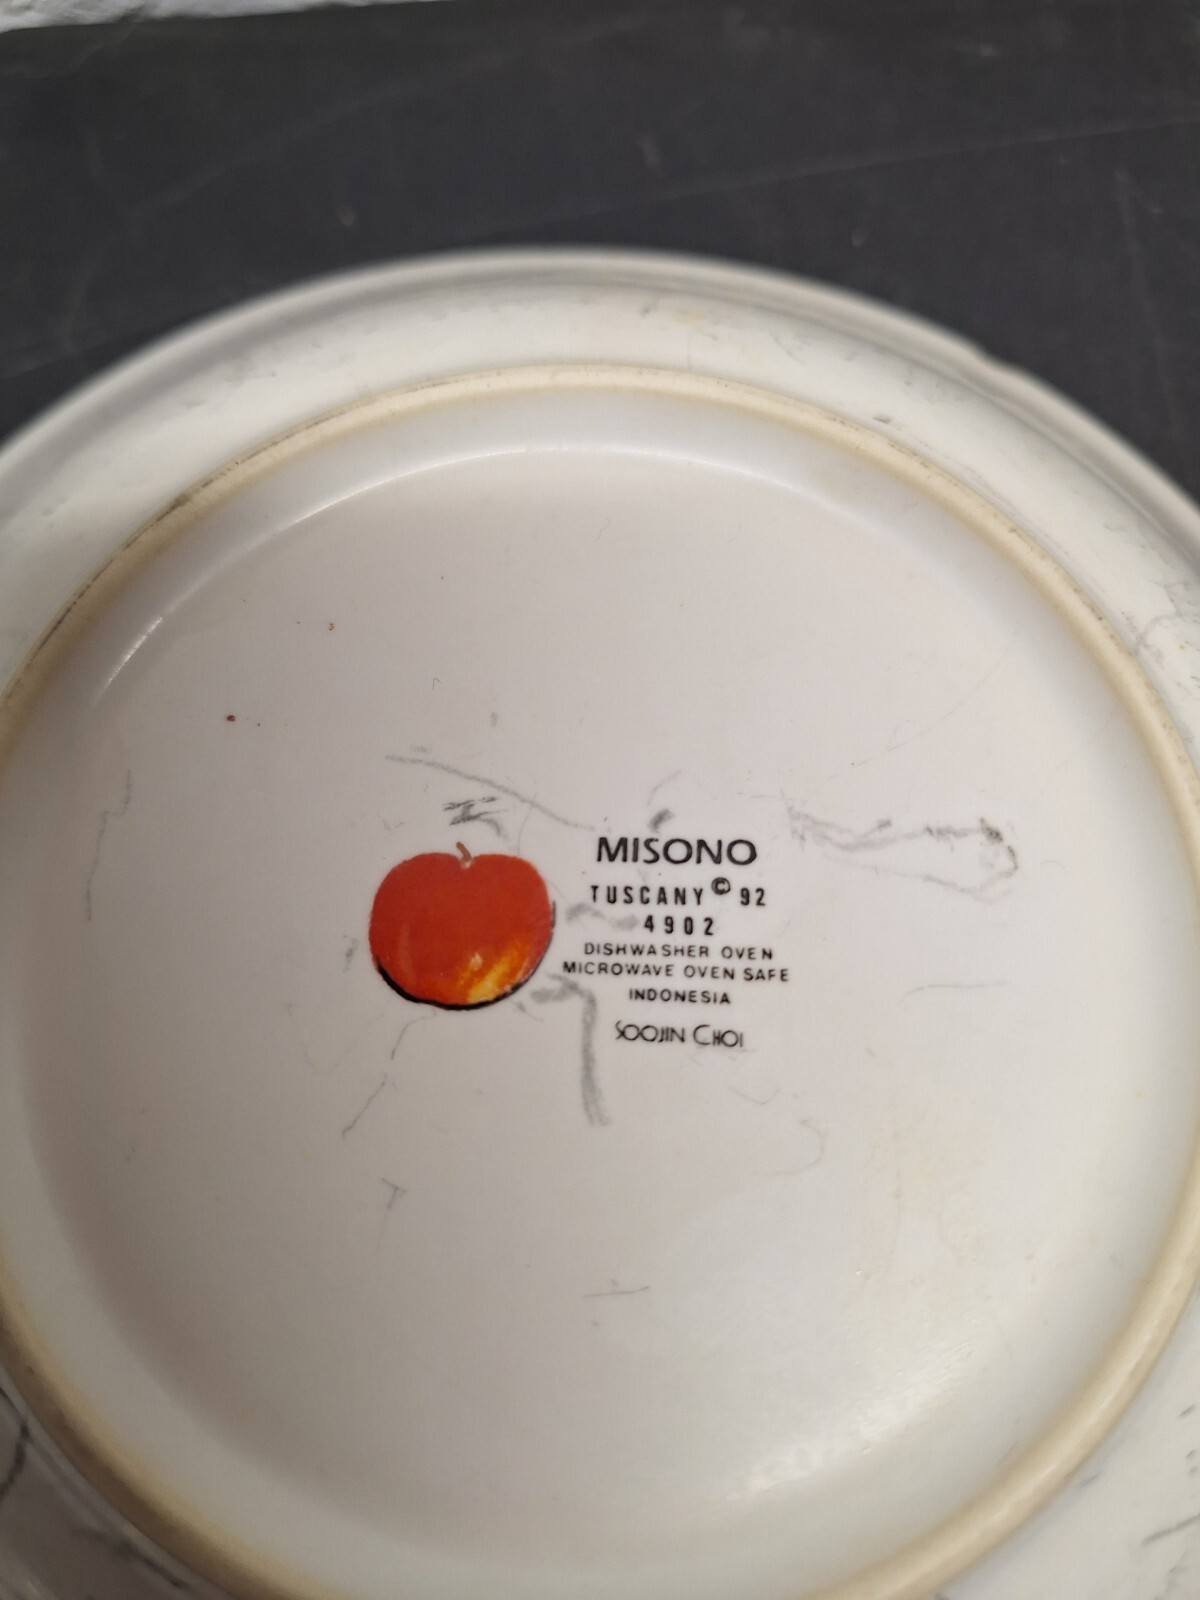 MISONO
TUSCANY © 92
4902
DISHWASHER OVEN
MICROWAVE OVEN SAFE
INDONESIA
SOOJIN CHOI